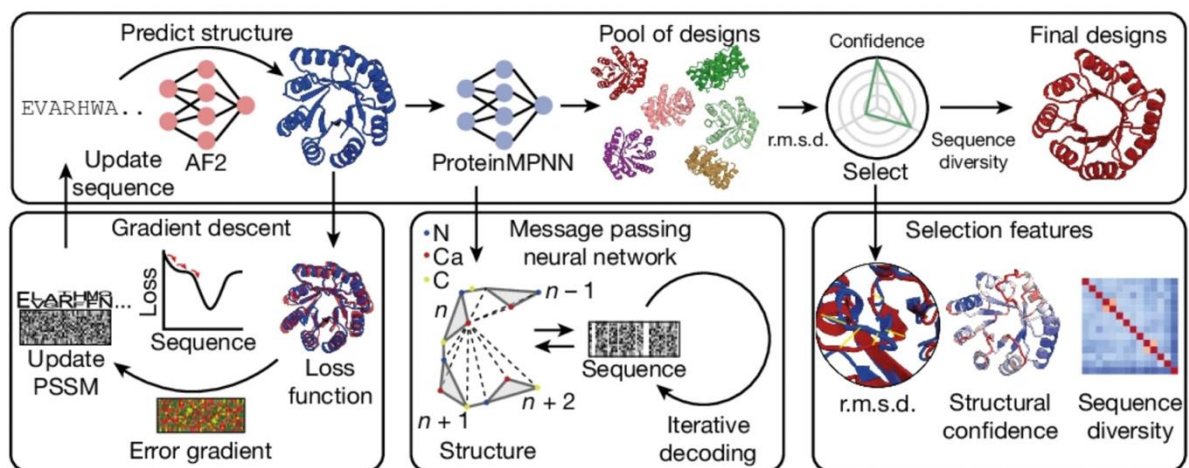 Predict structure
EVARHWA..
AF2
Update
sequence
ProteinMPNN
Pool of designs
Confidence
r.m.s.d.
Sequence
diversity
Select
Final designs
Gradient descent
Loss
Sequence
Update
PSSM
Loss
function
Error gradient
N
Ca
C
Message passing
neural network
n
n − 1
n + 1
n + 2
Structure
Sequence
Iterative
decoding
Selection features
r.m.s.d.
Structural
confidence
Sequence
diversity